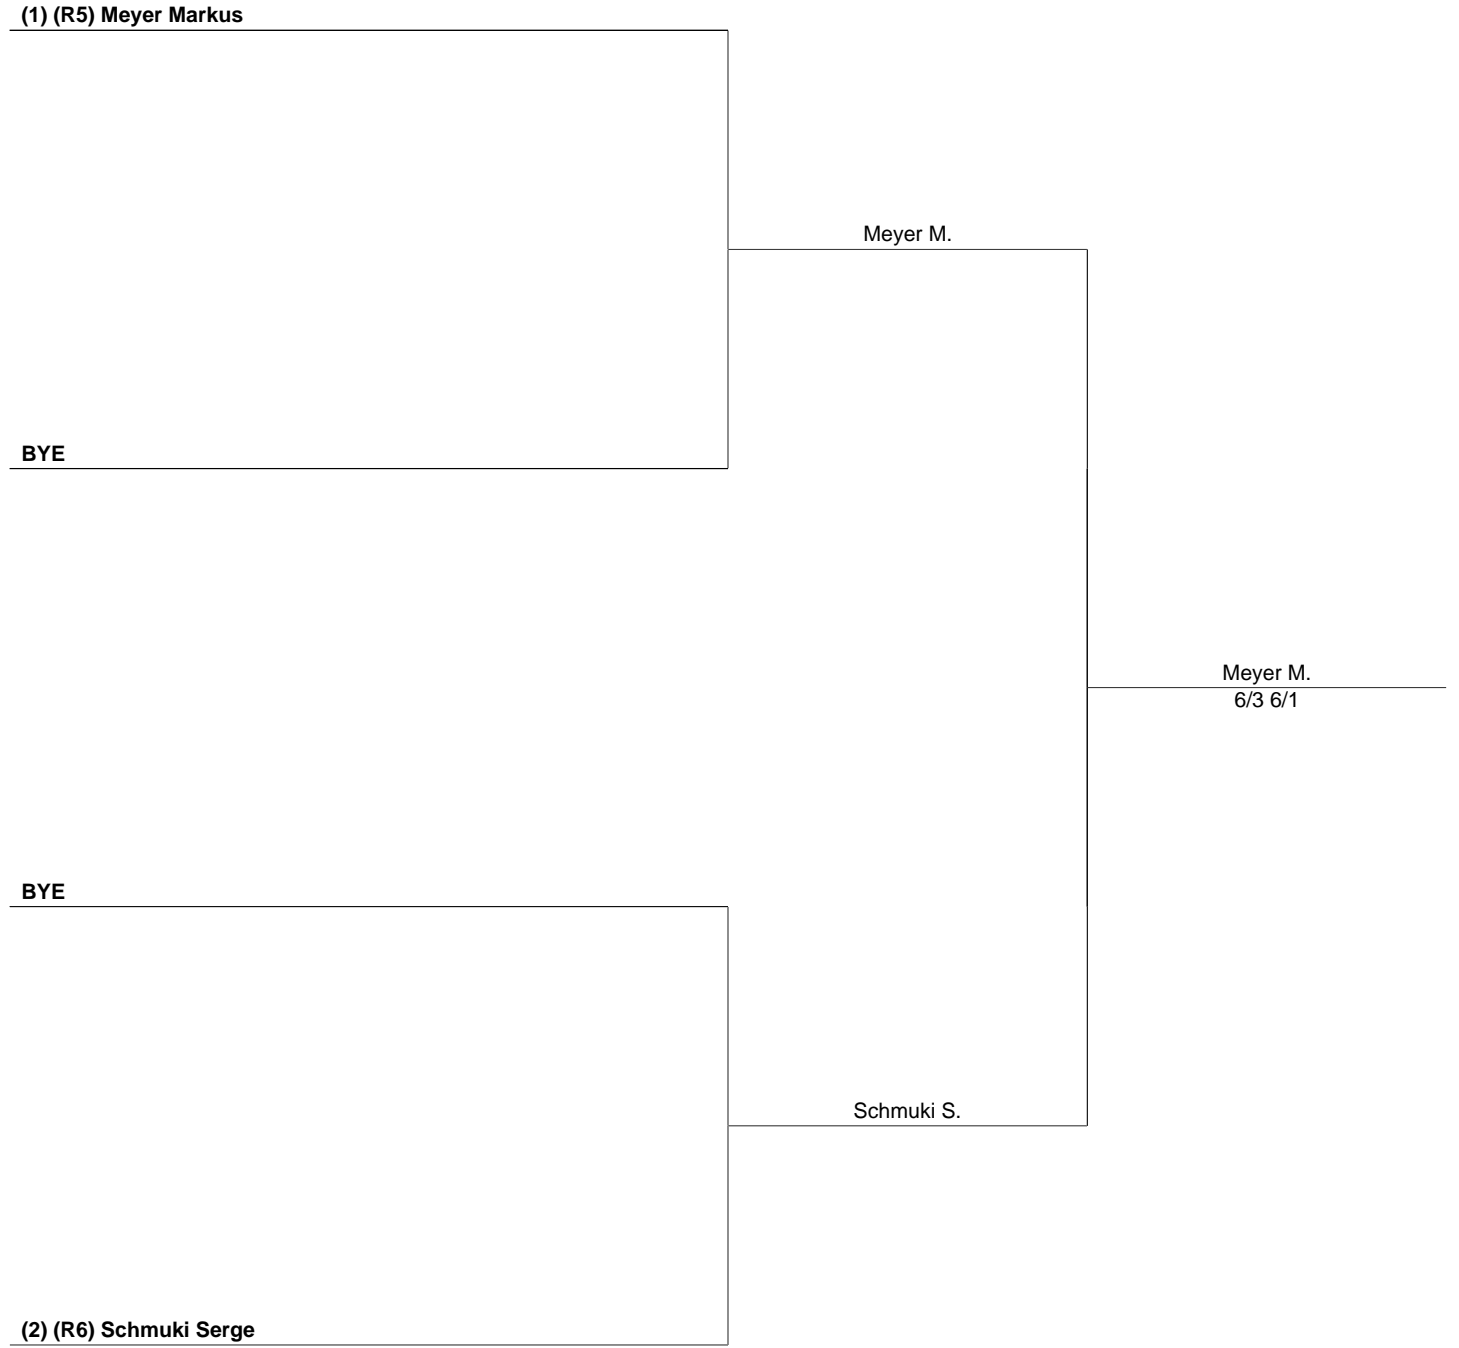 (1) (R5) Meyer Markus
Meyer M.
BYE
Meyer M.
6/3 6/1
BYE
Schmuki S.
(2) (R6) Schmuki Serge